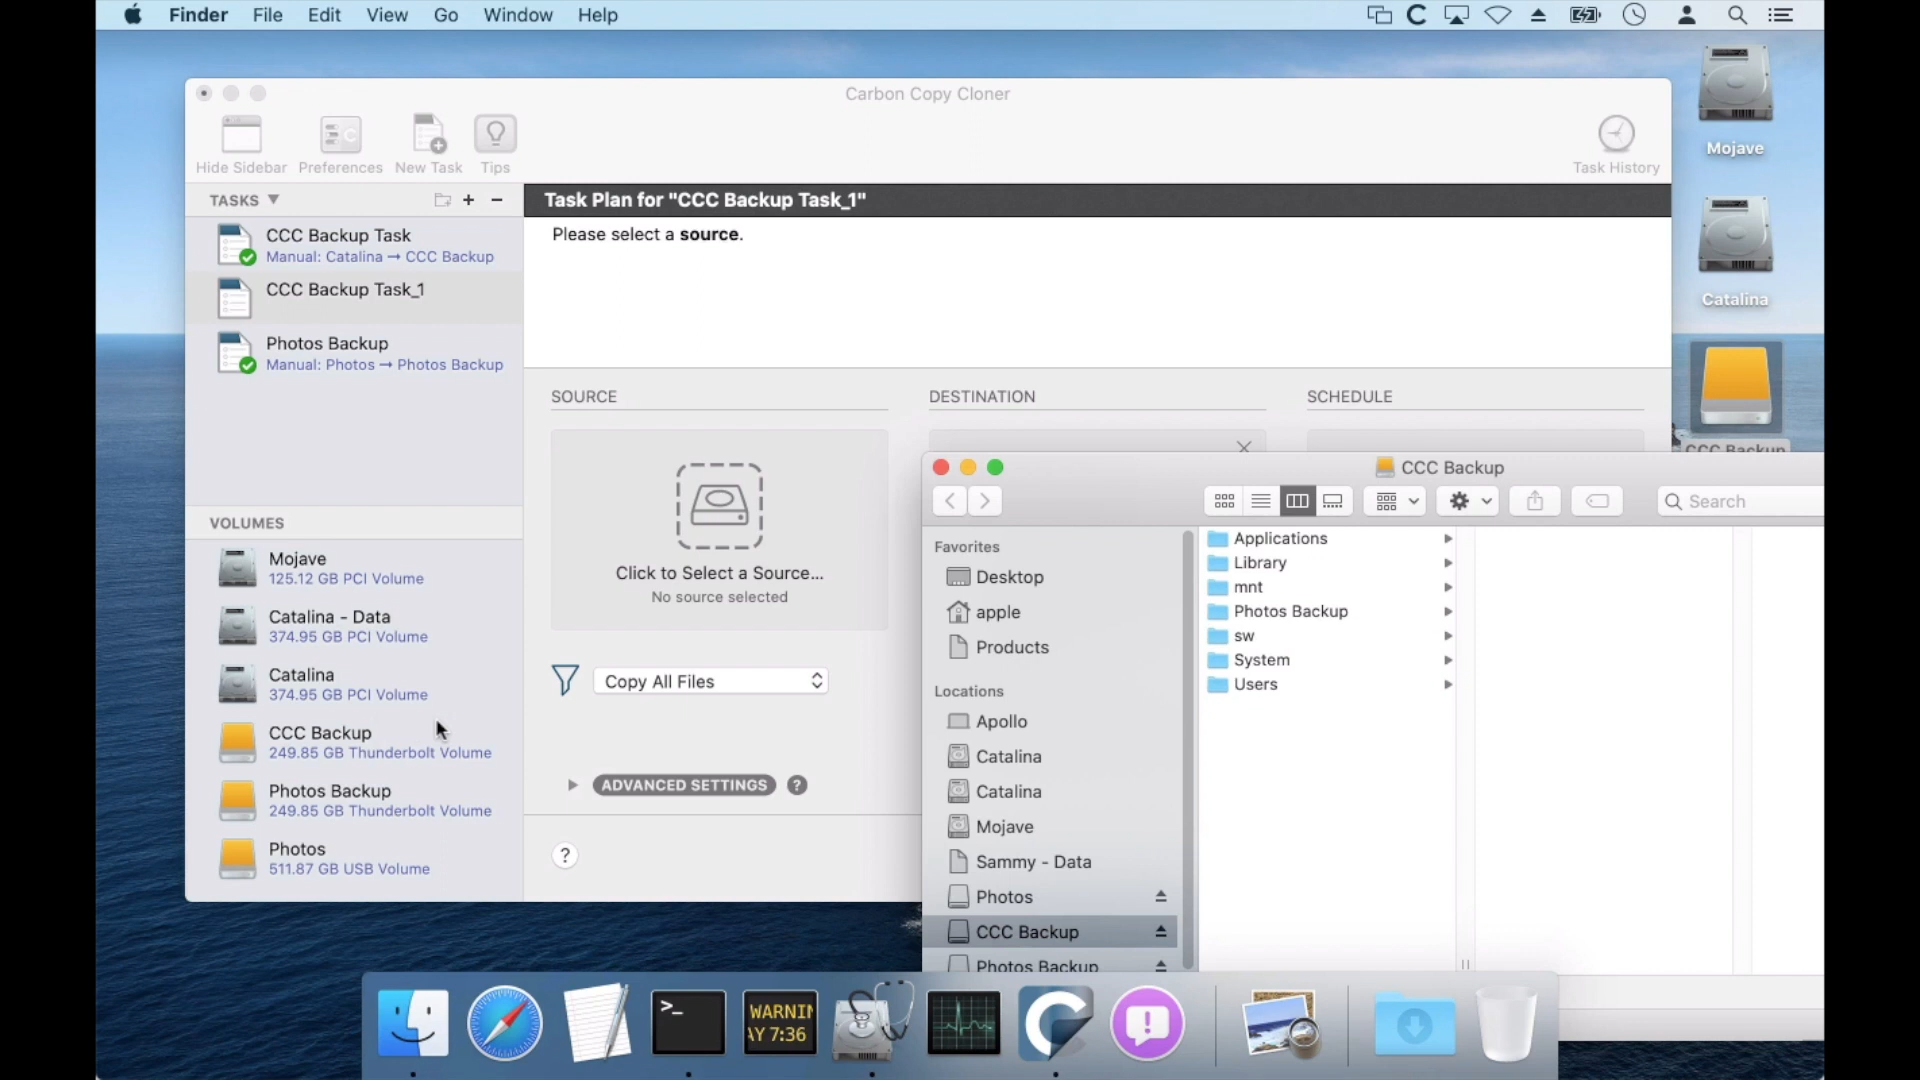 Finder File Edit View Go Window Help
Carbon Copy Cloner
Mojave
Hide Sidebar Preferences New Task Tips Task History
TASKS
Task Plan for "CCC Backup Task_1"
Please select a source.
CCC Backup Task
Manual: Catalina → CCC Backup
CCC Backup Task_1
Catalina
Photos Backup
Manual: Photos → Photos Backup
SOURCE DESTINATION SCHEDULE
CCC Backup
CCC Backup
Search
VOLUMES
Mojave
125.12 GB PCI Volume
Catalina - Data
374.95 GB PCI Volume
Catalina
374.95 GB PCI Volume
CCC Backup
249.85 GB Thunderbolt Volume
Photos Backup
249.85 GB Thunderbolt Volume
Photos
511.87 GB USB Volume
Click to Select a Source...
No source selected
Copy All Files
ADVANCED SETTINGS ?
?
Favorites
Desktop
apple
Products
Locations
Apollo
Catalina
Catalina
Mojave
Sammy - Data
Photos
CCC Backup
Photos Backup
Applications
Library
mnt
Photos Backup
sw
System
Users
>_
WARNIN
AY 7:36